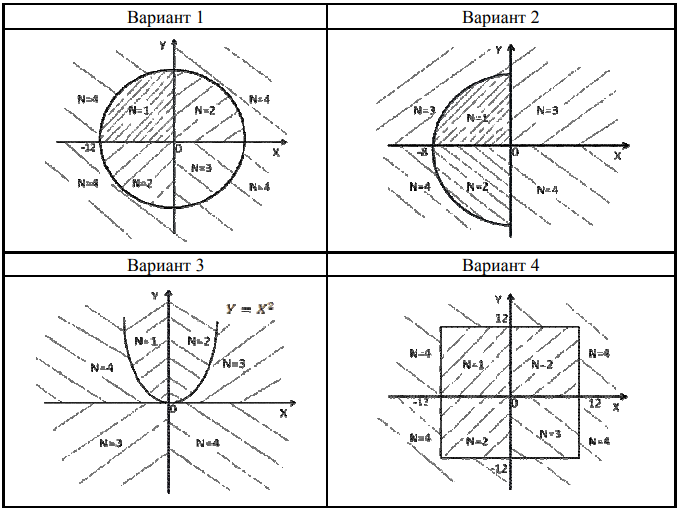 Вариант 1
Y
N=4
N=1
N=2
N=4
-12
0
X
N=4
N=2
N=3
N=4
Вариант 2
Y
N=3
N=1
N=3
-8
0
X
N=4
N=2
N=4
Вариант 3
Y
Y = X²
N=1
N=2
N=4
N=3
0
X
N=3
N=4
Вариант 4
Y
12
N=4
N=1
N=2
N=4
-12
0
12
X
N=4
N=2
N=3
N=4
-12